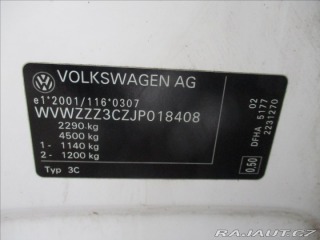 VOLKSWAGEN AG
e1*2001/116*0307
WVWZZZ3CZJP018408
2290 kg
4500 kg
1 - 1140 kg
2 - 1200 kg
Typ 3C
DFHA 5177 02
2231270
0,50
RAJAUT.CZ